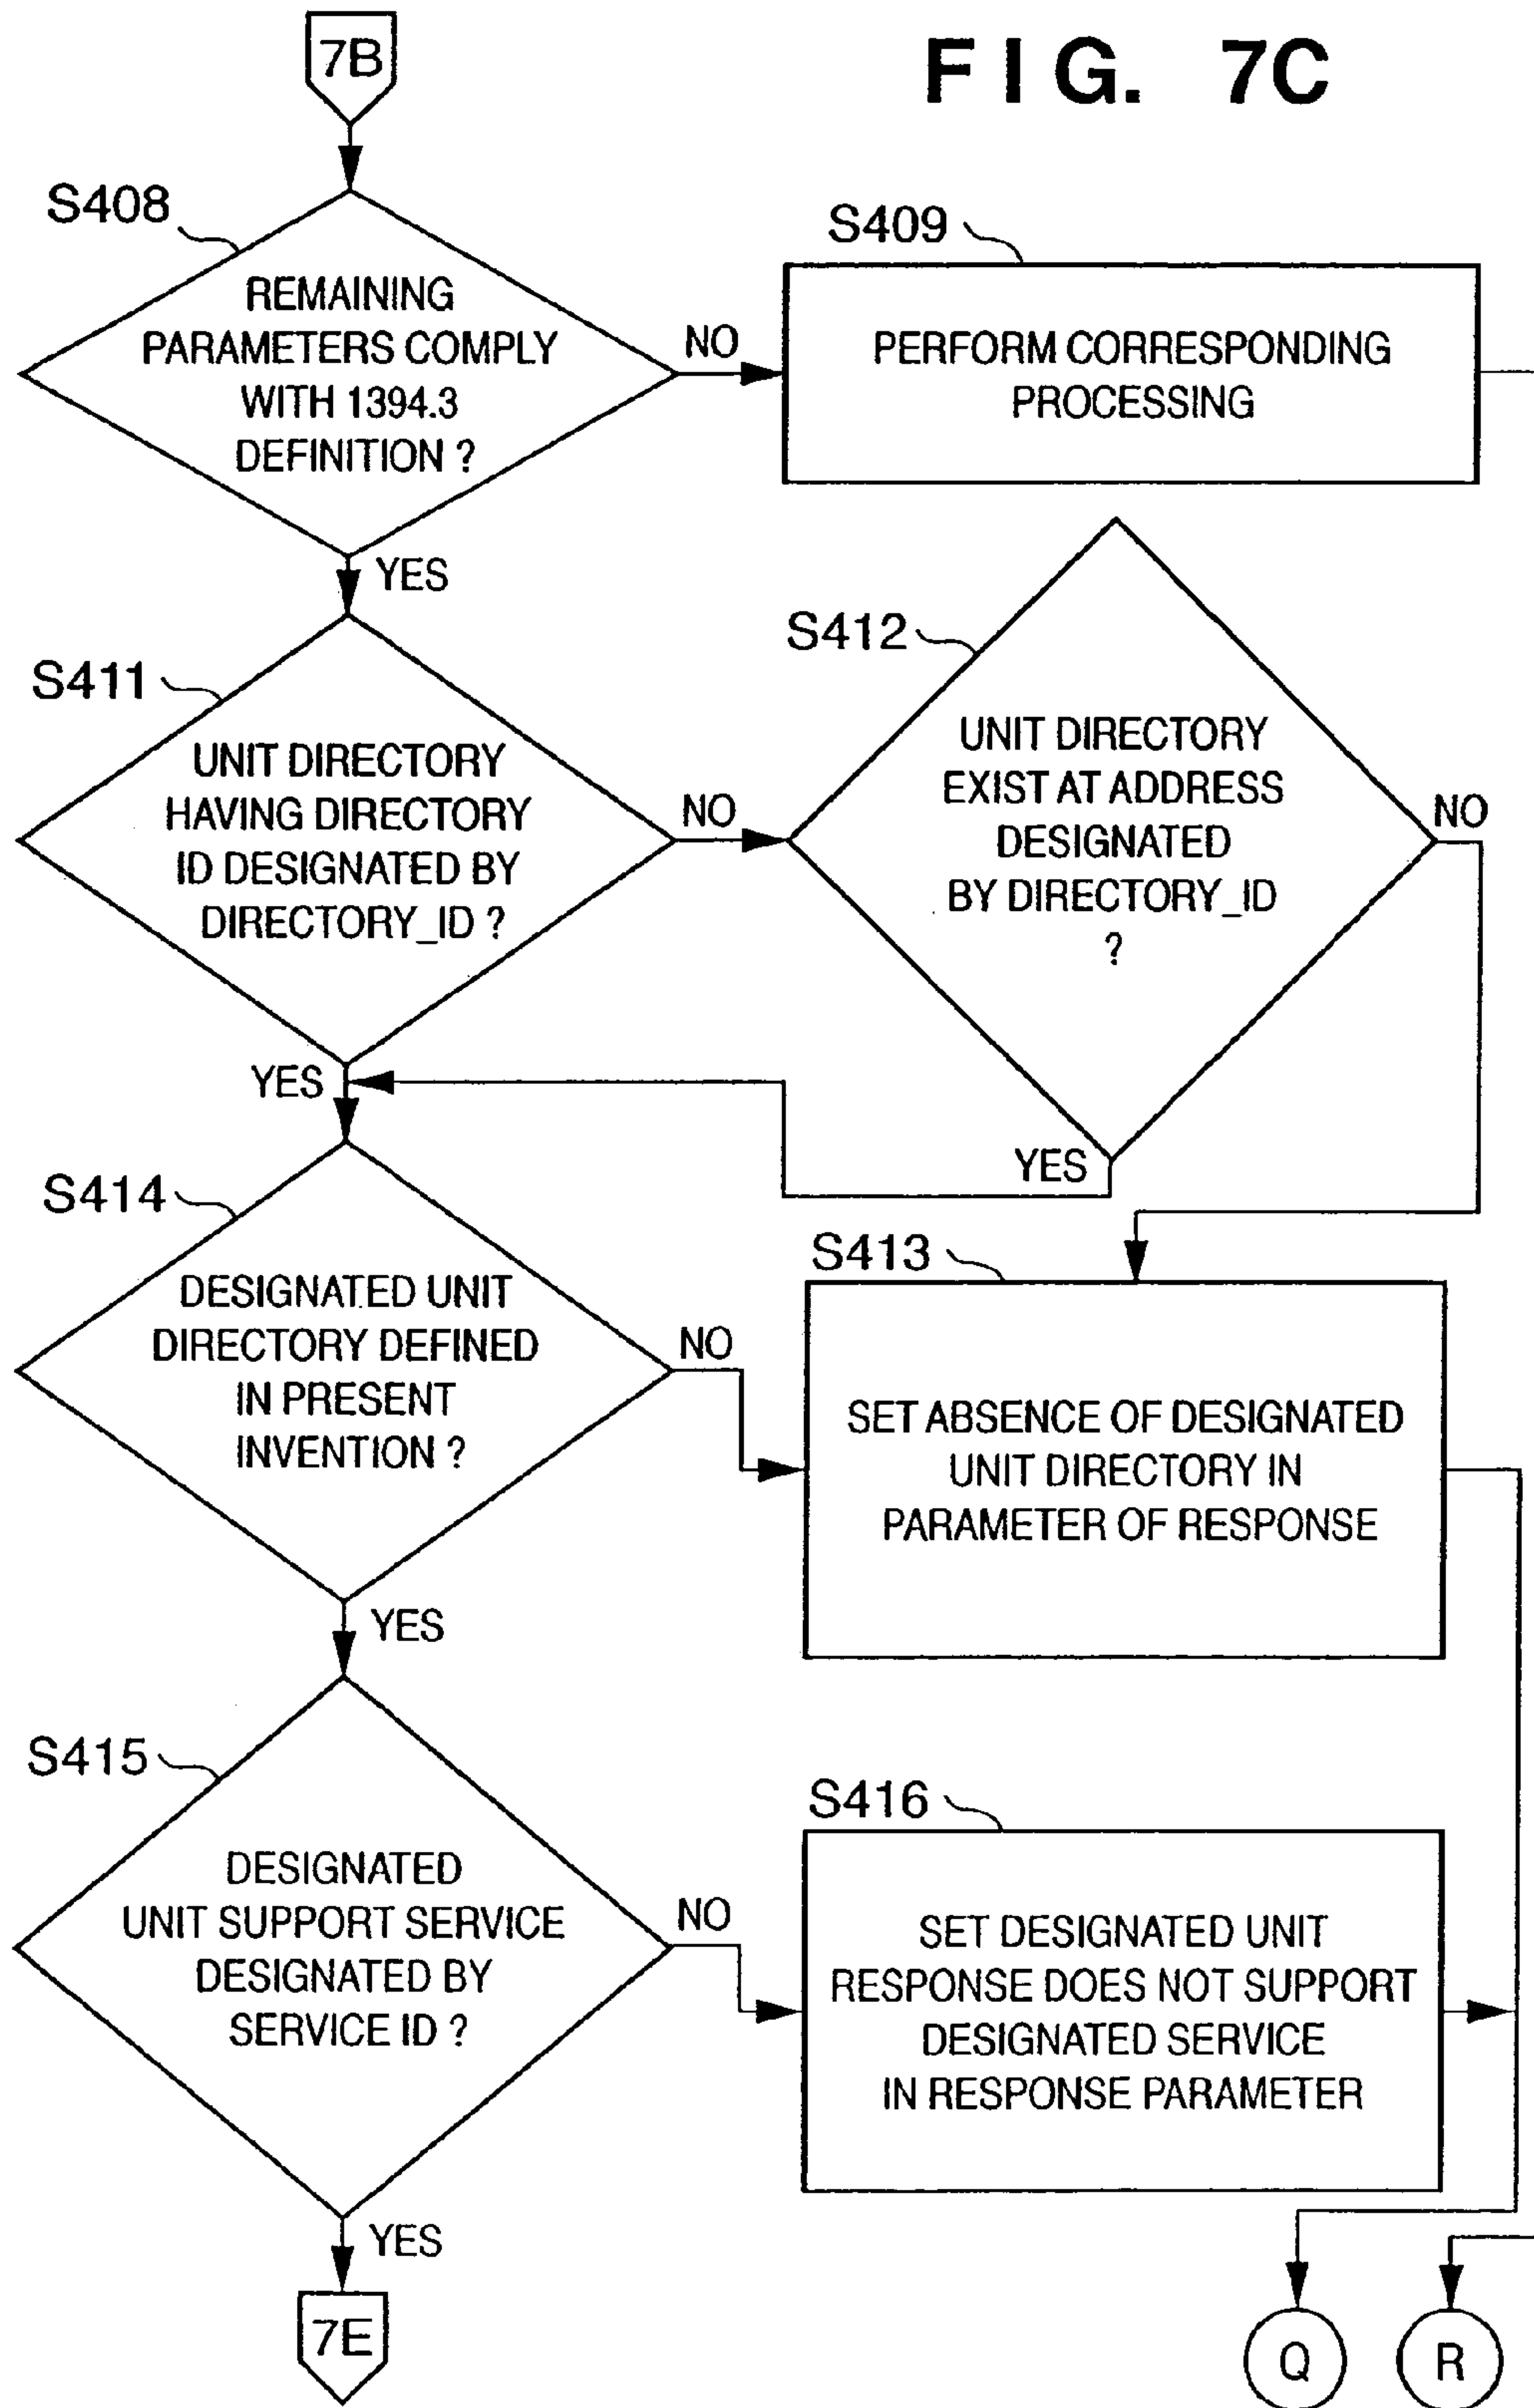 7B
FIG. 7C
S408
REMAINING
PARAMETERS COMPLY
WITH 1394.3
DEFINITION ?
NO
S409
PERFORM CORRESPONDING
PROCESSING
YES
S411
UNIT DIRECTORY
HAVING DIRECTORY
ID DESIGNATED BY
DIRECTORY_ID ?
NO
S412
UNIT DIRECTORY
EXIST AT ADDRESS
DESIGNATED
BY DIRECTORY_ID
?
NO
YES
YES
S414
DESIGNATED UNIT
DIRECTORY DEFINED
IN PRESENT
INVENTION ?
NO
S413
SET ABSENCE OF DESIGNATED
UNIT DIRECTORY IN
PARAMETER OF RESPONSE
YES
S415
DESIGNATED
UNIT SUPPORT SERVICE
DESIGNATED BY
SERVICE ID ?
NO
S416
SET DESIGNATED UNIT
RESPONSE DOES NOT SUPPORT
DESIGNATED SERVICE
IN RESPONSE PARAMETER
YES
7E
Q
R